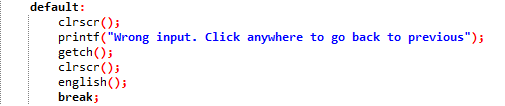 default:
clrscr();
printf("Wrong input. Click anywhere to go back to previous");
getch();
clrscr();
english();
break;